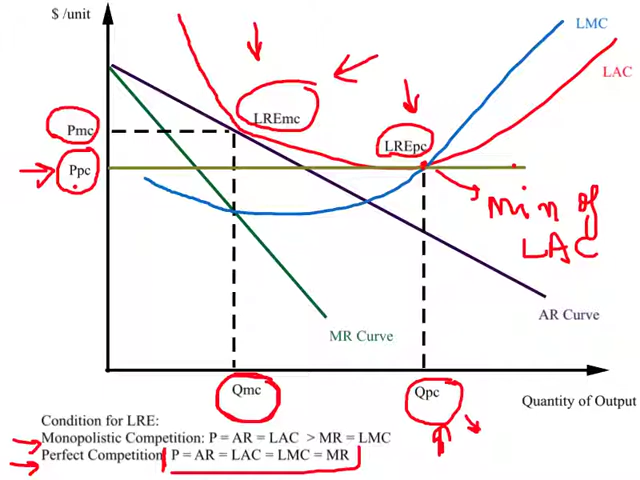 $ /unit
LMC
LAC
LREmc
Pmc
LREpc
Ppc
Min of
LAC
AR Curve
MR Curve
Qmc
Qpc
Quantity of Output
Condition for LRE:
Monopolistic Competition: P = AR = LAC > MR = LMC
Perfect Competition P = AR = LAC = LMC = MR